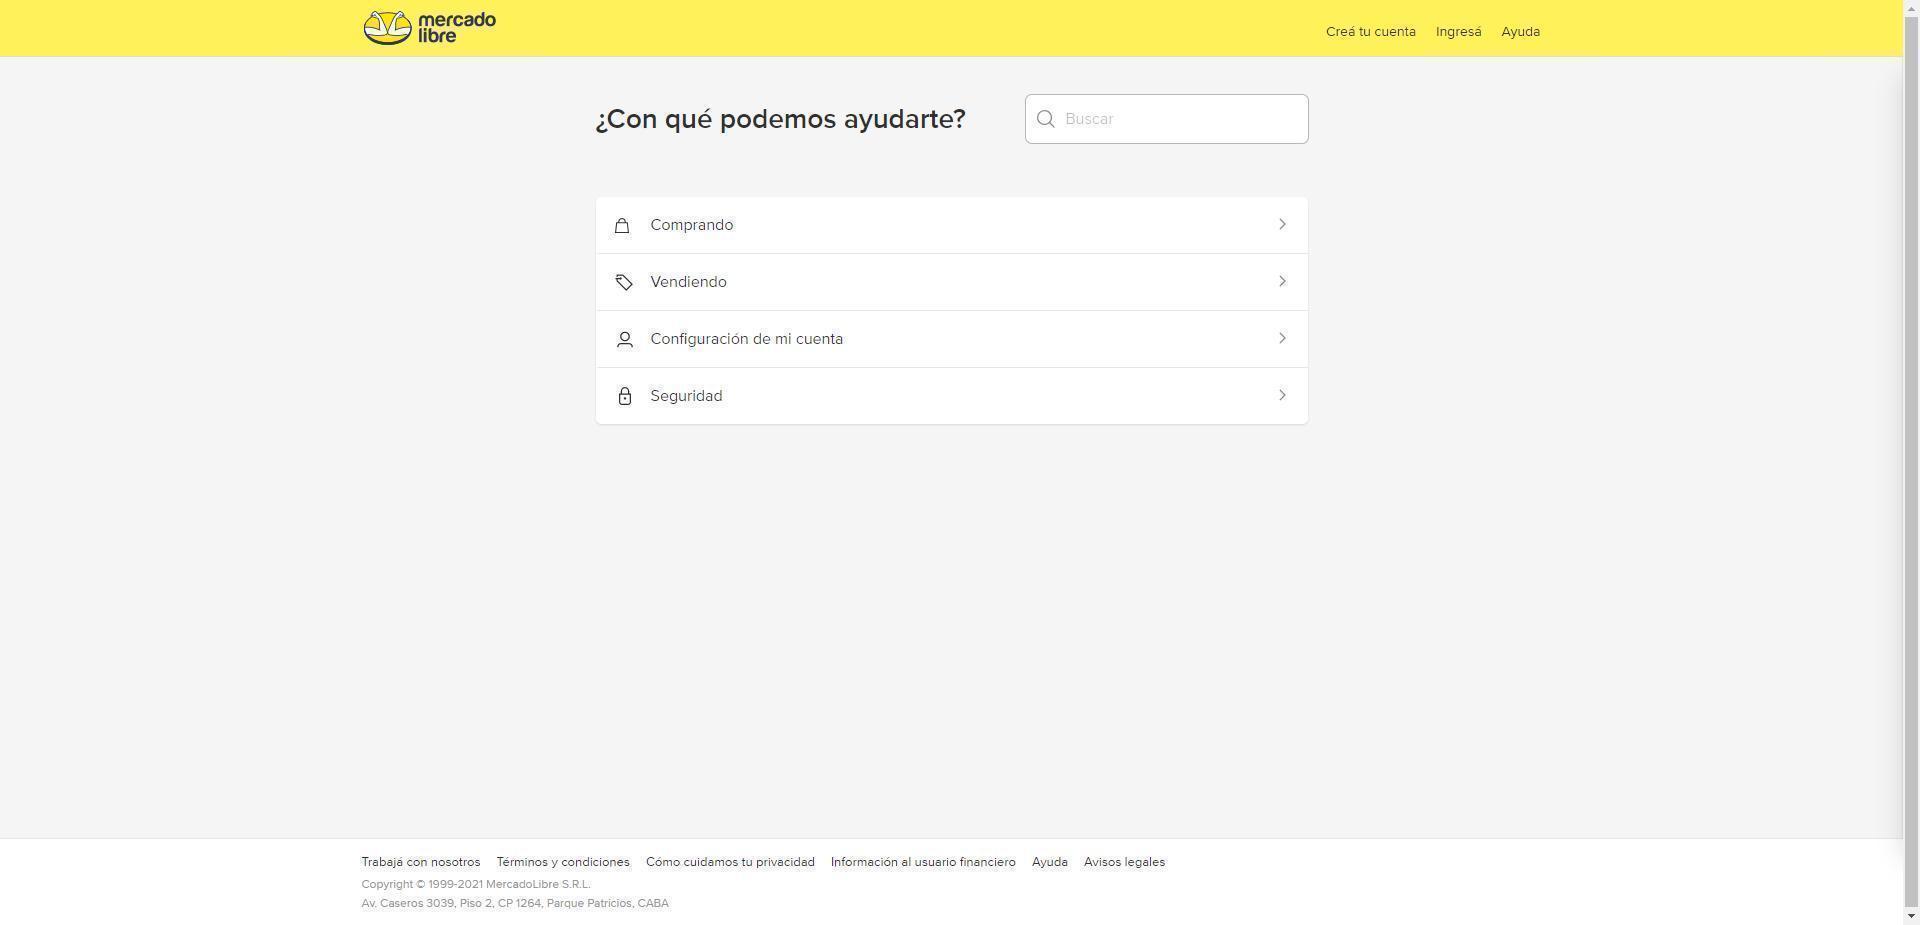 mercado
libre
Creá tu cuenta Ingresá Ayuda
¿Con qué podemos ayudarte?
Buscar
Comprando
Vendiendo
Configuración de mi cuenta
Seguridad
Trabajá con nosotros Términos y condiciones Cómo cuidamos tu privacidad Información al usuario financiero Ayuda Avisos legales
Copyright © 1999-2021 MercadoLibre S.R.L.
Av. Caseros 3039, Piso 2, CP 1264, Parque Patricios, CABA